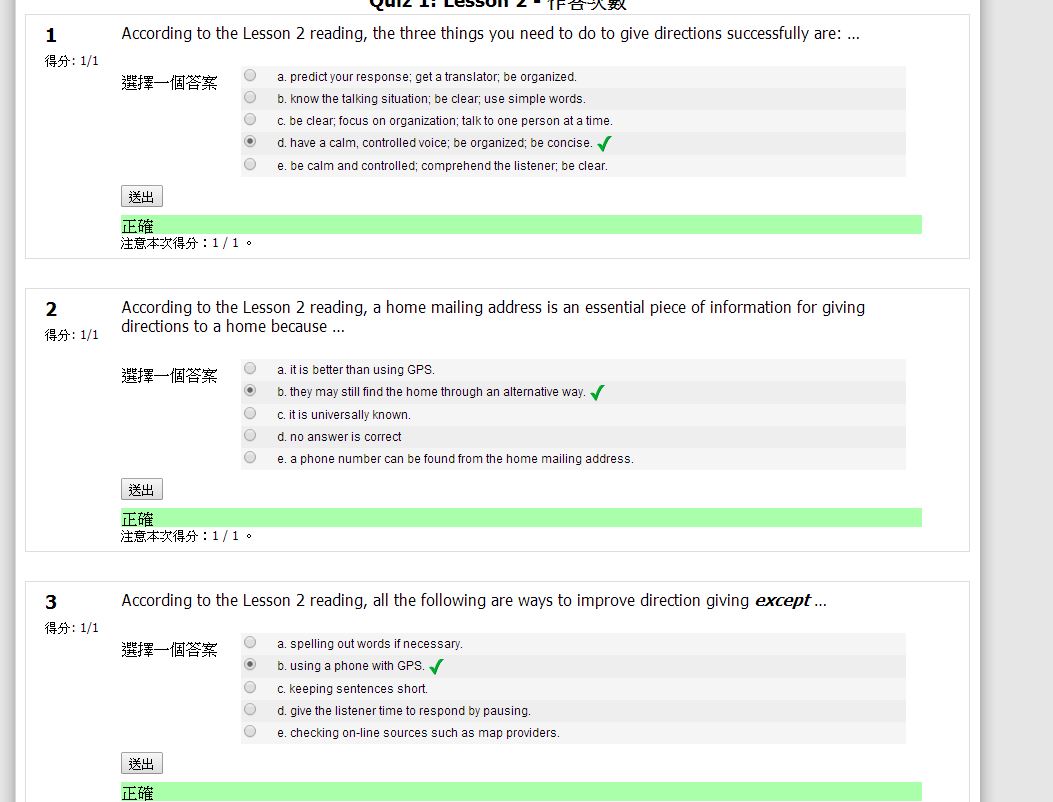 Quiz 1: Lesson 2 - 作答次數
1
According to the Lesson 2 reading, the three things you need to do to give directions successfully are: ...
得分: 1/1
選擇一個答案
a. predict your response; get a translator; be organized.
b. know the talking situation; be clear; use simple words.
c. be clear; focus on organization; talk to one person at a time.
d. have a calm, controlled voice; be organized; be concise.
e. be calm and controlled; comprehend the listener; be clear.
送出
正確
注意本次得分：1 / 1 。
2
According to the Lesson 2 reading, a home mailing address is an essential piece of information for giving
directions to a home because ...
得分: 1/1
選擇一個答案
a. it is better than using GPS.
b. they may still find the home through an alternative way.
c. it is universally known.
d. no answer is correct
e. a phone number can be found from the home mailing address.
送出
正確
注意本次得分：1 / 1 。
3
According to the Lesson 2 reading, all the following are ways to improve direction giving except ...
得分: 1/1
選擇一個答案
a. spelling out words if necessary.
b. using a phone with GPS.
c. keeping sentences short.
d. give the listener time to respond by pausing.
e. checking on-line sources such as map providers.
送出
正確